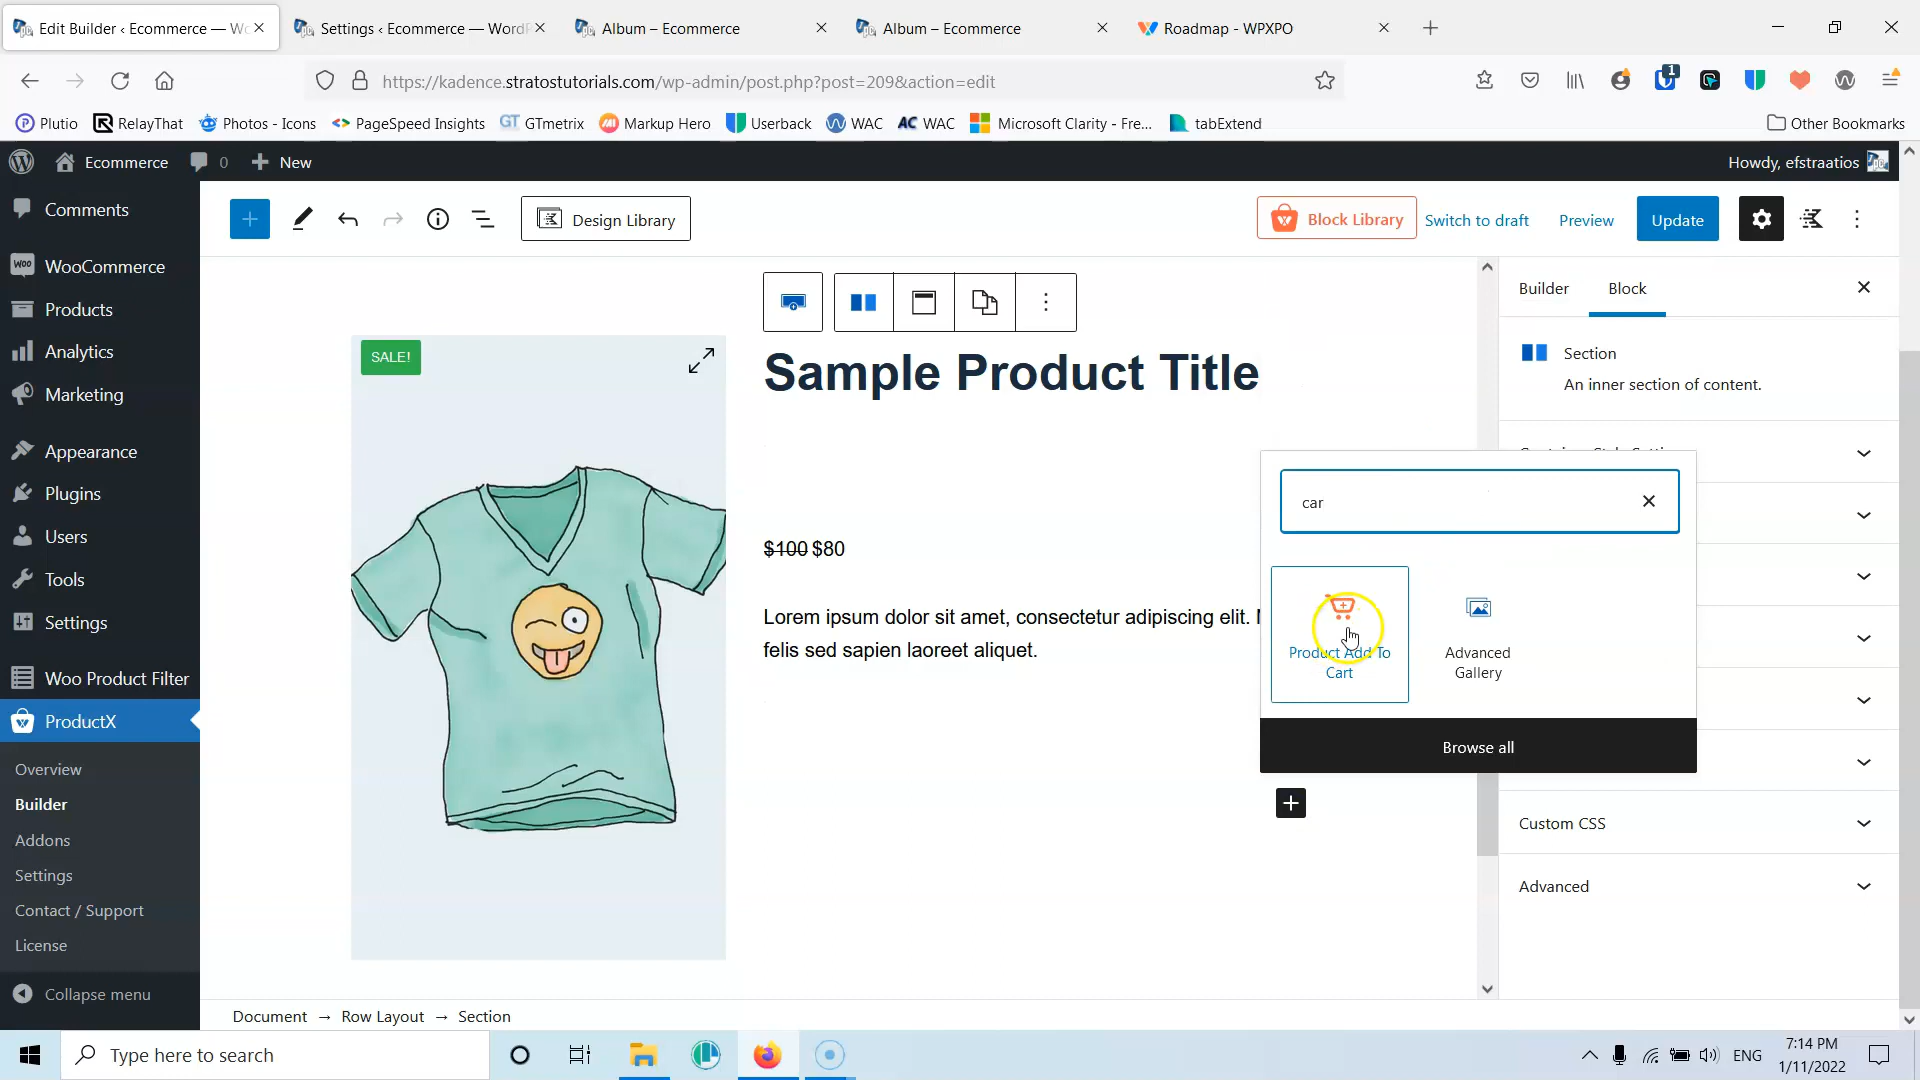 Edit Builder ‹ Ecommerce — Wo
Settings ‹ Ecommerce — WordP
Album – Ecommerce
Album – Ecommerce
Roadmap - WPXPO
https://kadence.stratostutorials.com/wp-admin/post.php?post=209&action=edit
1
Plutio
RelayThat
Photos - Icons
PageSpeed Insights
GT GTmetrix
Markup Hero
Userback
WAC
AC WAC
Microsoft Clarity - Fre...
tabExtend
Other Bookmarks
Ecommerce
0
New
Howdy, efstraatios
Comments
WooCommerce
Products
Analytics
Marketing
Appearance
Plugins
Users
Tools
Settings
Woo Product Filter
ProductX
Overview
Builder
Addons
Settings
Contact / Support
License
Collapse menu
Design Library
Block Library
Switch to draft
Preview
Update
SALE!
Sample Product Title
$100 $80
Lorem ipsum dolor sit amet, consectetur adipiscing elit.
felis sed sapien laoreet aliquet.
car
Product Add To
Cart
Advanced
Gallery
Browse all
Builder
Block
Section
An inner section of content.
Custom CSS
Advanced
Document → Row Layout → Section
Type here to search
ENG
7:14 PM
1/11/2022